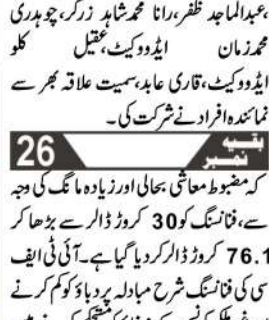 ،عبدالماجد ظفر،رانا محمد شاہد زرگر،چوہدری
محمد زمان ایڈووکیٹ،عقیل کلو
ایڈووکیٹ،قاری عابد،سمیت علاقہ بھر سے
نمائندہ افراد نے شرکت کی۔
بقیہ نمبر 26
کہ مضبوط معاشی بحالی اور زیادہ مانگ کی وجہ
سے،فنانسنگ کو 30 کروڑ ڈالر سے بڑھا کر
76.1 کروڑ ڈالر کر دیا گیا ہے۔آئی ٹی ایف
سی کی فنانسنگ شرح مبادلہ پر دباؤ کو کم کرنے